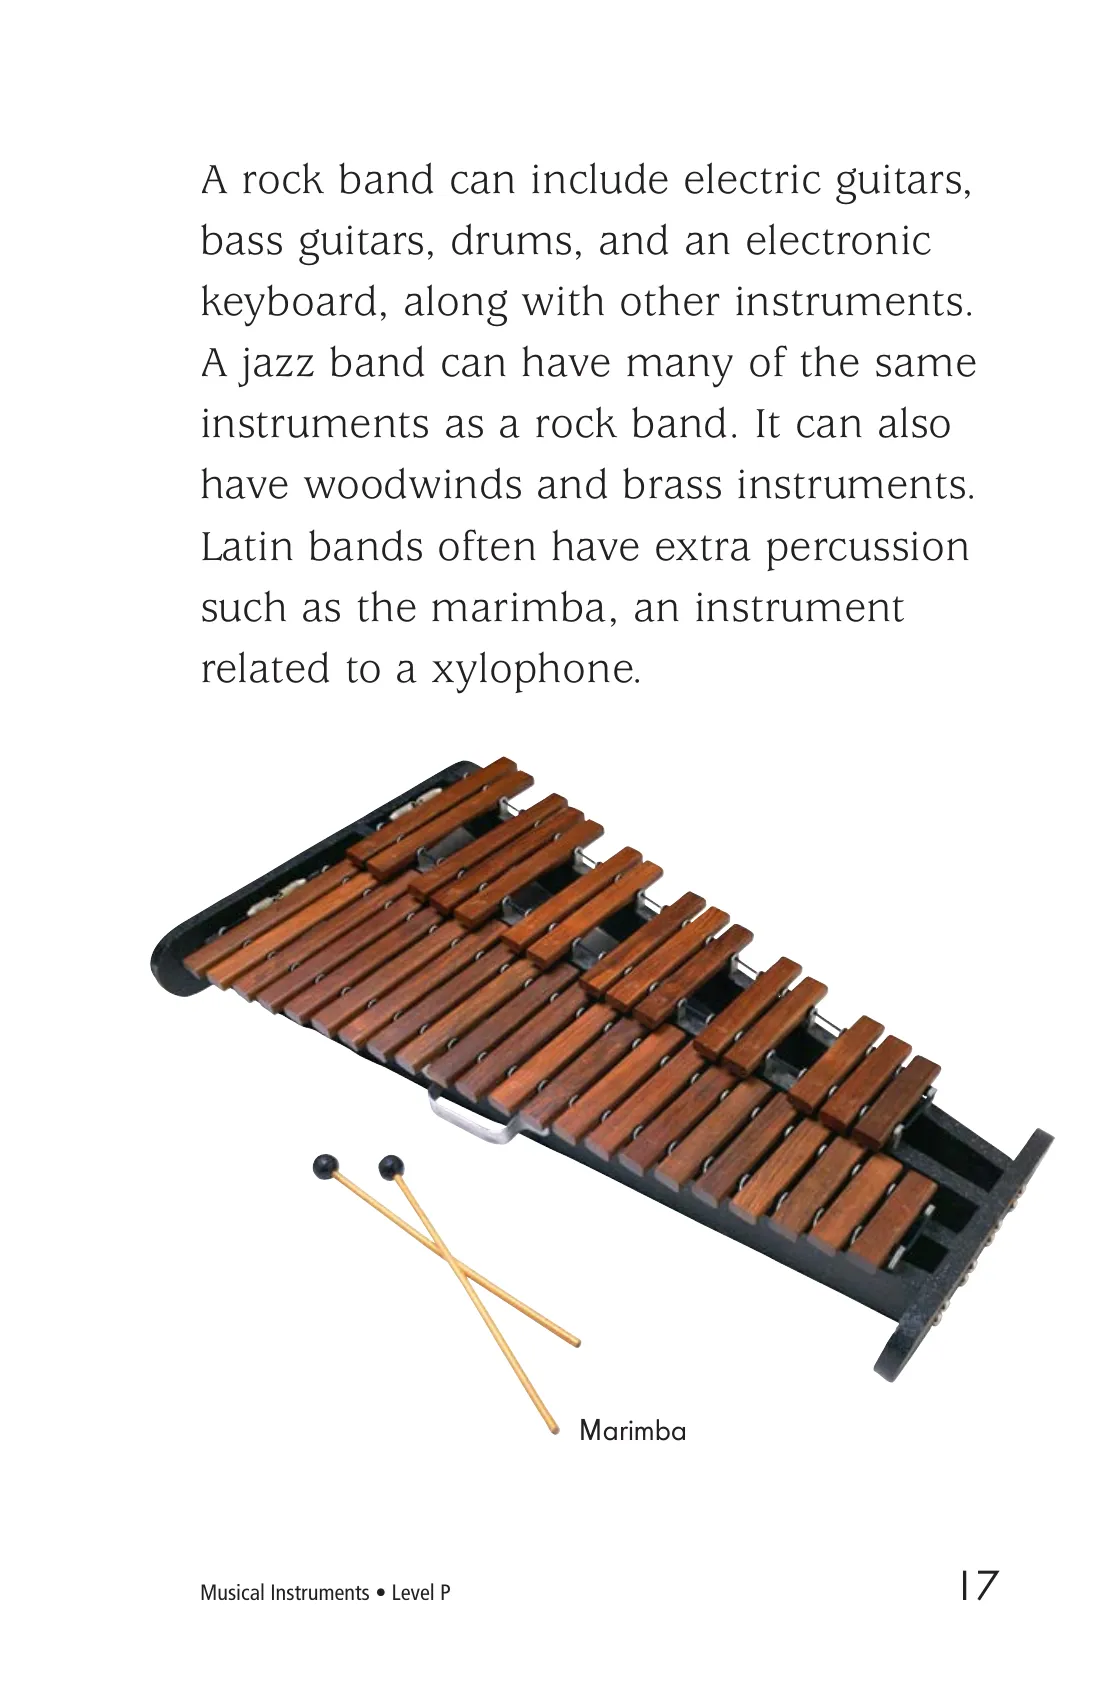 A rock band can include electric guitars,
bass guitars, drums, and an electronic
keyboard, along with other instruments.
A jazz band can have many of the same
instruments as a rock band. It can also
have woodwinds and brass instruments.
Latin bands often have extra percussion
such as the marimba, an instrument
related to a xylophone.
Marimba
Musical Instruments • Level P
17